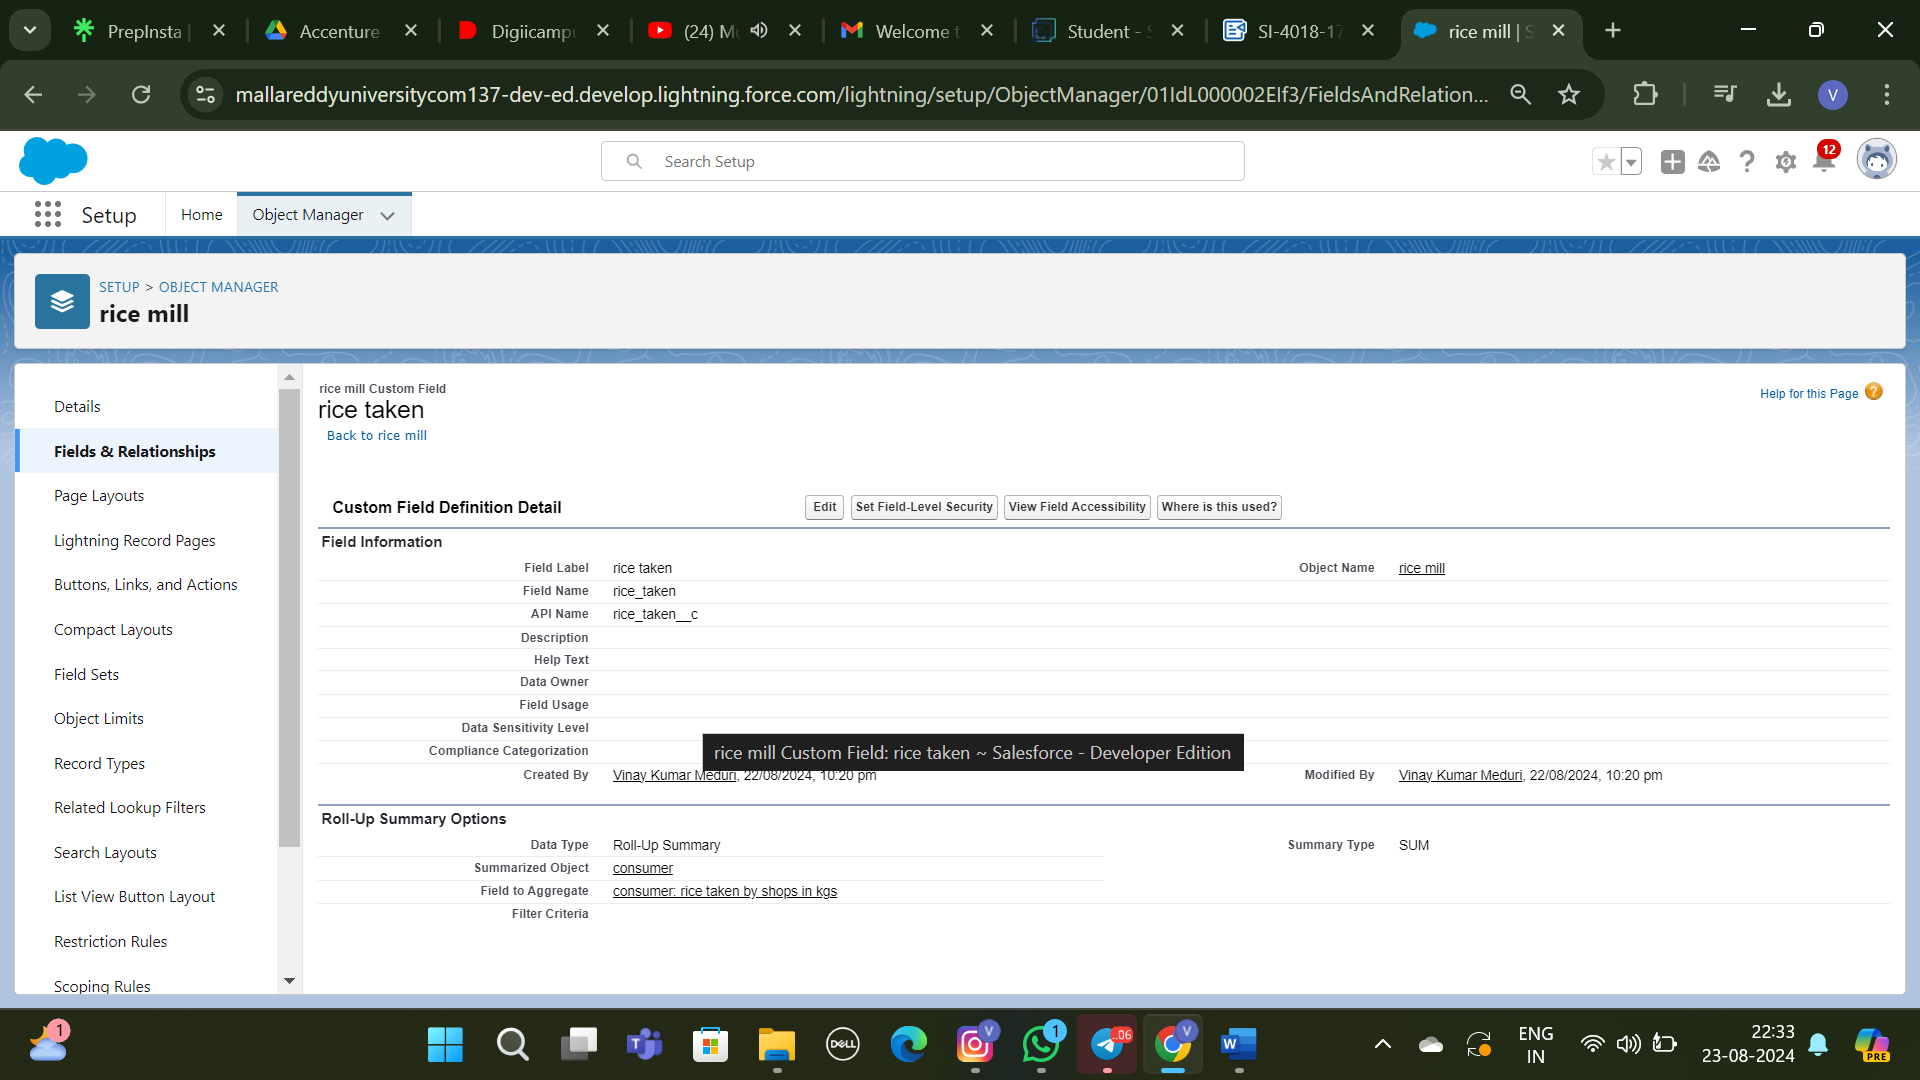 PrepInsta |
Accenture
Digiicampu
(24) Mu
Welcome t
Student - S
SI-4018-17
rice mill | S
mallareddyuniversitycom137-dev-ed.develop.lightning.force.com/lightning/setup/ObjectManager/01IdL000002EIf3/FieldsAndRelation...
V
Search Setup
12
Setup
Home
Object Manager
SETUP > OBJECT MANAGER
rice mill
Details
Fields & Relationships
Page Layouts
Lightning Record Pages
Buttons, Links, and Actions
Compact Layouts
Field Sets
Object Limits
Record Types
Related Lookup Filters
Search Layouts
List View Button Layout
Restriction Rules
Scoping Rules
rice mill Custom Field
rice taken
Back to rice mill
Help for this Page ?
Custom Field Definition Detail
Edit
Set Field-Level Security
View Field Accessibility
Where is this used?
Field Information
Field Label rice taken
Object Name rice mill
Field Name rice_taken
API Name rice_taken__c
Description
Help Text
Data Owner
Field Usage
Data Sensitivity Level
Compliance Categorization
rice mill Custom Field: rice taken ~ Salesforce - Developer Edition
Created By Vinay Kumar Meduri, 22/08/2024, 10:20 pm
Modified By Vinay Kumar Meduri, 22/08/2024, 10:20 pm
Roll-Up Summary Options
Data Type Roll-Up Summary
Summary Type SUM
Summarized Object consumer
Field to Aggregate consumer: rice taken by shops in kgs
Filter Criteria
1
T
DELL
V
1
..06
V
W
ENG
IN
22:33
23-08-2024
PRE